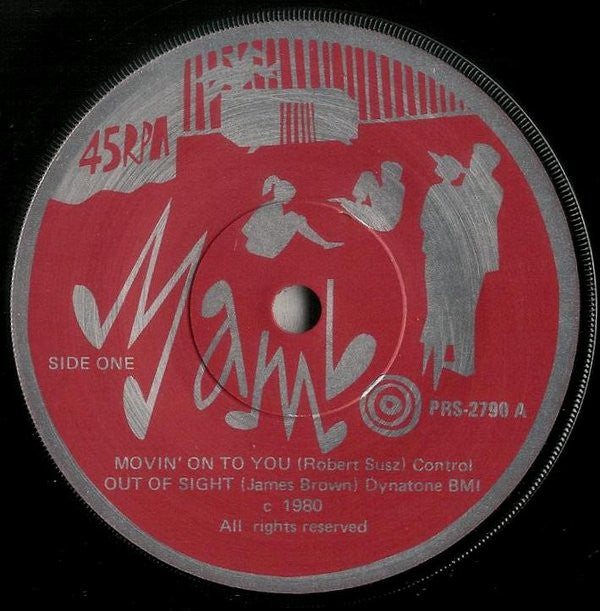 45RPM
Mambo
SIDE ONE
PRS-2790 A
MOVIN' ON TO YOU (Robert Susz) Control
OUT OF SIGHT (James Brown) Dynatone BMI
c 1980
All rights reserved